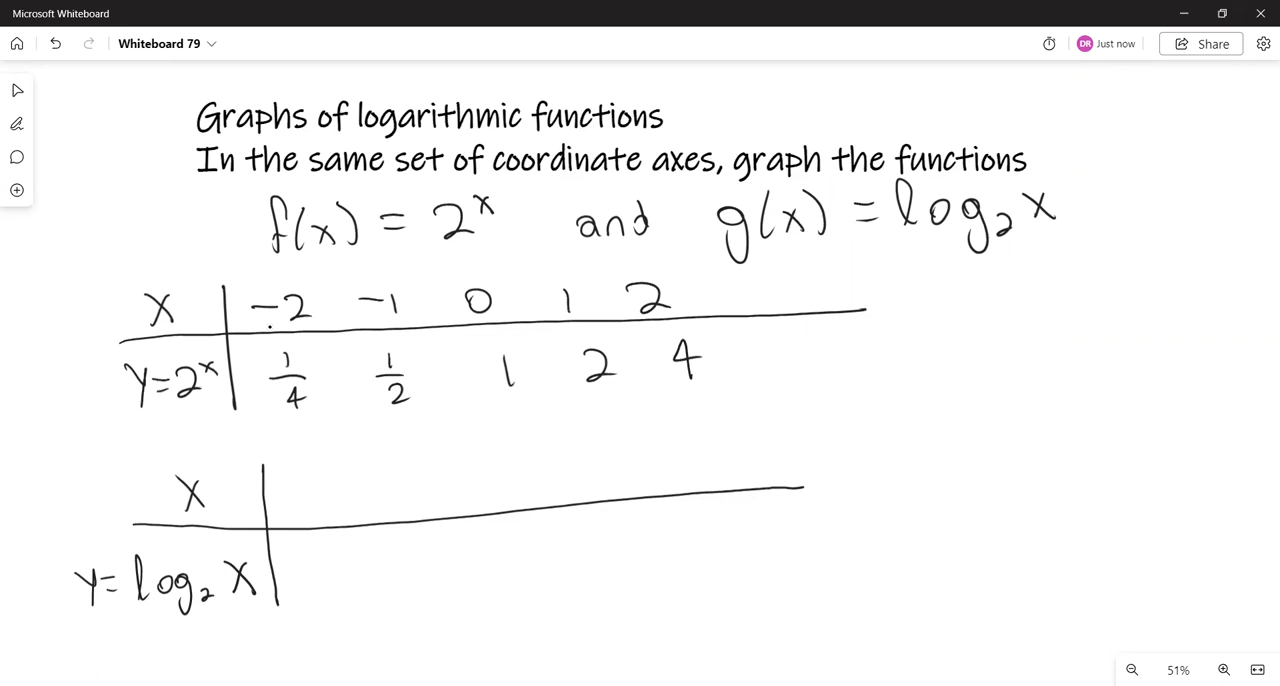 Microsoft Whiteboard
Whiteboard 79
DR Just now Share
Graphs of logarithmic functions
In the same set of coordinate axes, graph the functions
f(x) = 2ˣ and g(x) = log₂ x
x -2 -1 0 1 2
y=2ˣ 1/4 1/2 1 2 4
x
y= log₂ x
51%